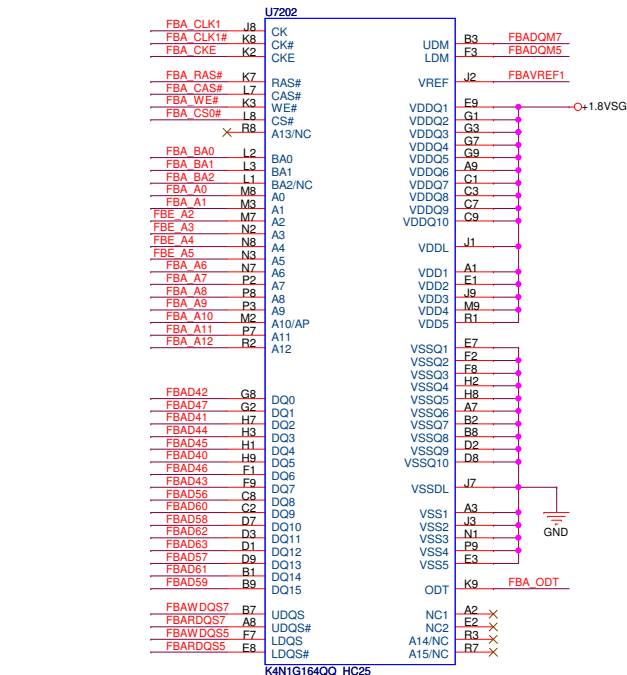 U7202
FBA_CLK1 J8 CK
FBA_CLK1# K8 CK#
FBA_CKE K2 CKE
FBA_RAS# K7 RAS#
FBA_CAS# L7 CAS#
FBA_WE# K3 WE#
FBA_CS0# L8 CS#
R8 A13/NC
FBA_BA0 L2 BA0
FBA_BA1 L3 BA1
FBA_BA2 L1 BA2/NC
FBA_A0 M8 A0
FBA_A1 M3 A1
FBE_A2 M7 A2
FBE_A3 N2 A3
FBE_A4 N8 A4
FBE_A5 N3 A5
FBA_A6 N7 A6
FBA_A7 P2 A7
FBA_A8 P8 A8
FBA_A9 P3 A9
FBA_A10 M2 A10/AP
FBA_A11 P7 A11
FBA_A12 R2 A12
FBAD42 G8 DQ0
FBAD47 G2 DQ1
FBAD41 H7 DQ2
FBAD44 H3 DQ3
FBAD45 H1 DQ4
FBAD40 H9 DQ5
FBAD46 F1 DQ6
FBAD43 F9 DQ7
FBAD56 C8 DQ8
FBAD60 C2 DQ9
FBAD58 D7 DQ10
FBAD62 D3 DQ11
FBAD63 D1 DQ12
FBAD57 D9 DQ13
FBAD61 B1 DQ14
FBAD59 B9 DQ15
FBAWDQS7 B7 UDQS
FBARDQS7 A8 UDQS#
FBAWDQS5 F7 LDQS
FBARDQS5 E8 LDQS#
UDM B3 FBADQM7
LDM F3 FBADQM5
VREF J2 FBAVREF1
VDDQ1 E9 +1.8VSG
VDDQ2 G1
VDDQ3 G3
VDDQ4 G7
VDDQ5 G9
VDDQ6 A9
VDDQ7 C1
VDDQ8 C3
VDDQ9 C7
VDDQ10 C9
VDDL J1
VDD1 A1
VDD2 E1
VDD3 J9
VDD4 M9
VDD5 R1
VSSQ1 E7
VSSQ2 F2
VSSQ3 F8
VSSQ4 H2
VSSQ5 H8
VSSQ6 A7
VSSQ7 B2
VSSQ8 B8
VSSQ9 D2
VSSQ10 D8
VSSDL J7
VSS1 A3
VSS2 J3
VSS3 N1
VSS4 P9
VSS5 E3
GND
ODT K9 FBA_ODT
NC1 A2
NC2 E2
A14/NC R3
A15/NC R7
K4N1G164QQ_HC25